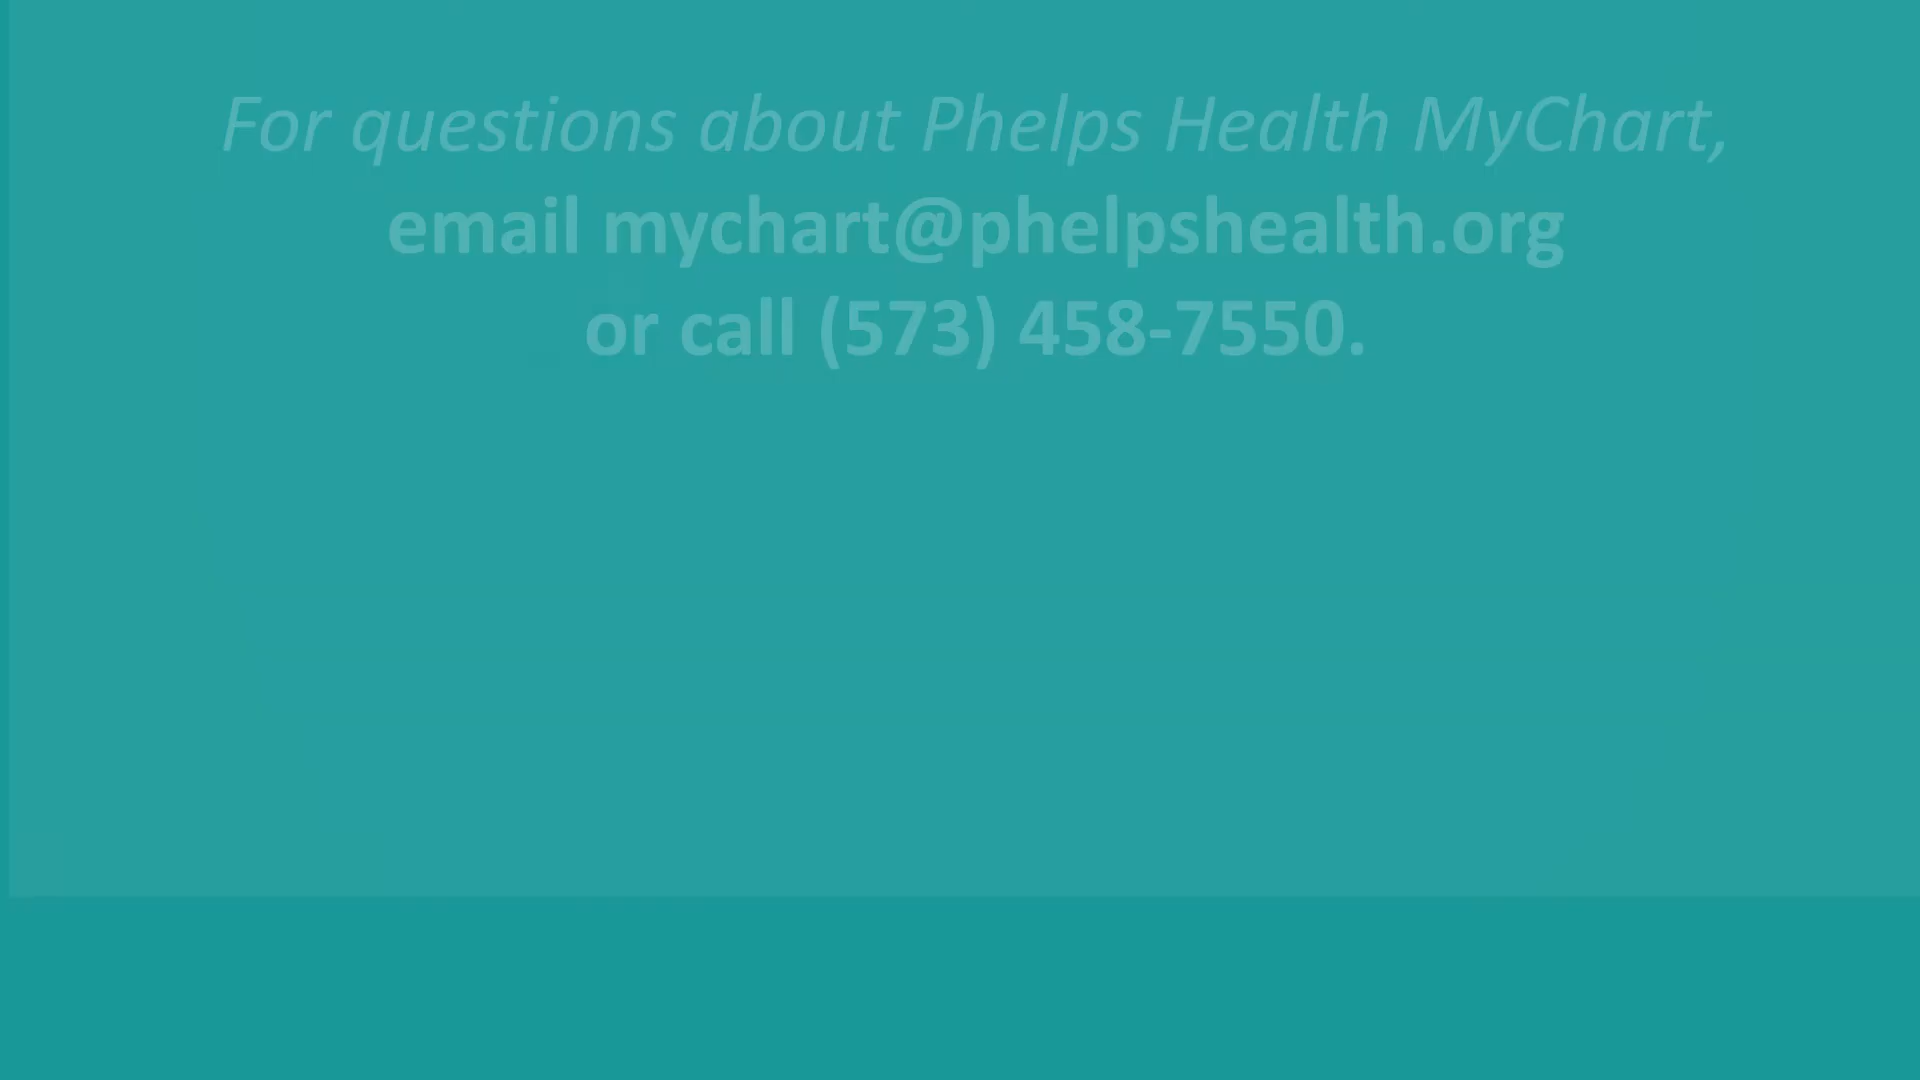 For questions about Phelps Health MyChart,
email mychart@phelpshealth.org
or call (573) 458-7550.